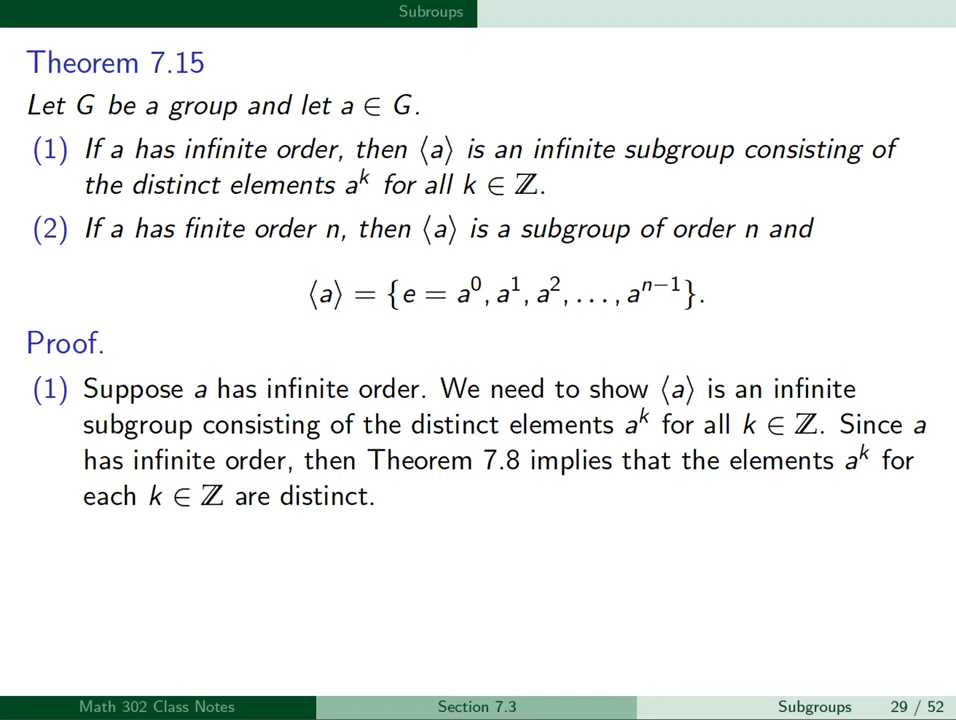 Subroups
Theorem 7.15
Let G be a group and let a ∈ G.
(1) If a has infinite order, then ⟨a⟩ is an infinite subgroup consisting of
the distinct elements a^k for all k ∈ ℤ.
(2) If a has finite order n, then ⟨a⟩ is a subgroup of order n and
⟨a⟩ = {e = a^0, a^1, a^2, . . . , a^{n−1}}.
Proof.
(1) Suppose a has infinite order. We need to show ⟨a⟩ is an infinite
subgroup consisting of the distinct elements a^k for all k ∈ ℤ. Since a
has infinite order, then Theorem 7.8 implies that the elements a^k for
each k ∈ ℤ are distinct.
Math 302 Class Notes Section 7.3 Subgroups 29 / 52